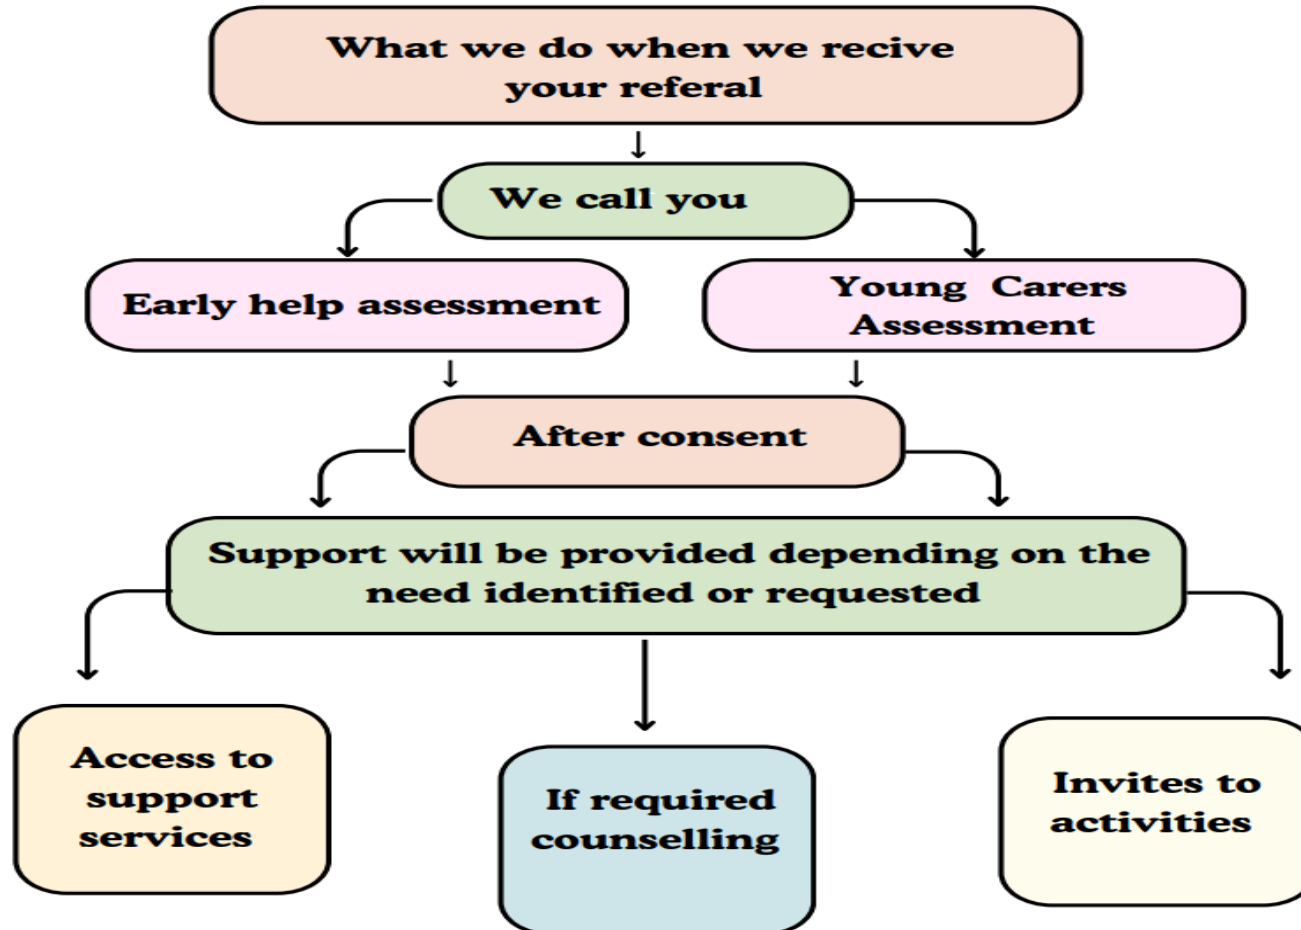 What we do when we recive
your referal
We call you
Early help assessment
Young Carers
Assessment
After consent
Support will be provided depending on the
need identified or requested
Access to
support
services
If required
counselling
Invites to
activities